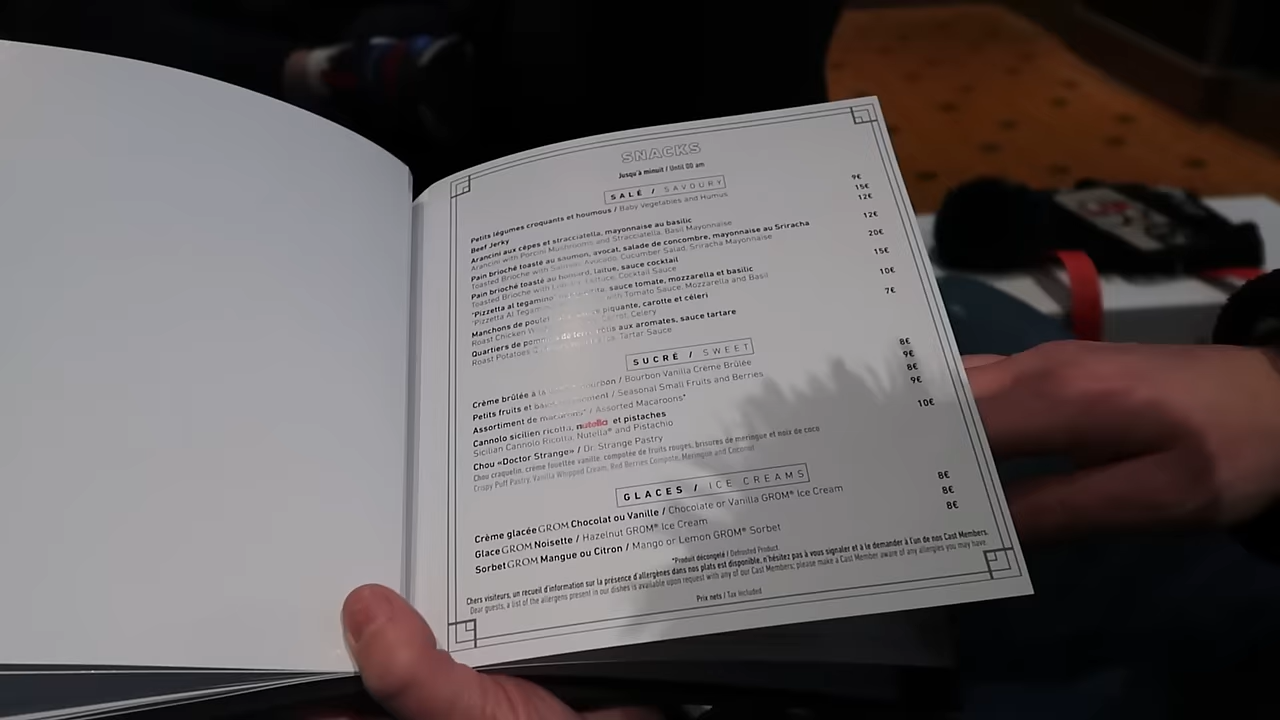 SNACKS
Jusqu'à minuit / Until 00 am
SALÉ / SAVOURY
Petits légumes croquants et houmous / Baby Vegetables and Humus 9€
Beef Jerky 15€
Arancini aux cèpes et stracciatella, mayonnaise au basilic 12€
Arancini with Porcini Mushrooms and Stracciatella, Basil Mayonnaise
Pain brioché toasté au saumon, avocat, salade de concombre, mayonnaise au Sriracha 12€
Toasted Brioche with Salmon, Avocado, Cucumber Salad, Sriracha Mayonnaise
Pain brioché toasté au homard, laitue, sauce cocktail 20€
Toasted Brioche with Lettuce, Cocktail Sauce
"Pizzetta al tegamino sauce tomate, mozzarella et basilic 15€
"Pizzetta Al with Tomato Sauce, Mozzarella and Basil
Manchons de poulet piquante, carotte et céleri 10€
Roast Chicken Celery
Quartiers de aux aromates, sauce tartare 7€
Roast Potatoes Tartar Sauce
SUCRÉ / SWEET
Crème brûlée à la / Bourbon Vanilla Crème Brûlée 8€
Petits fruits et / Seasonal Small Fruits and Berries 9€
Assortiment de macarons* / Assorted Macaroons* 8€
Cannolo sicilien ricotta, nutella et pistaches 9€
Sicilian Cannolo Ricotta, Nutella® and Pistachio
Chou «Doctor Strange» / Dr. Strange Pastry 10€
Chou craquelin, crème fouettée vanille, compotée de fruits rouges, brisures de meringue et noix de coco
Crispy Puff Pastry, Vanilla Whipped Cream, Red Berries Compote, Meringue and Coconut
GLACES / ICE CREAMS
Crème glacée GROM Chocolat ou Vanille / Chocolate or Vanilla GROM® Ice Cream 8€
Glace GROM Noisette / Hazelnut GROM® Ice Cream 8€
Sorbet GROM Mangue ou Citron / Mango or Lemon GROM® Sorbet 8€
*Produit décongelé / Defrosted Product.
Chers visiteurs, un recueil d'information sur la présence d'allergènes dans nos plats est disponible, n'hésitez pas à vous signaler et à le demander à l'un de nos Cast Members.
Dear guests, a list of the allergens present in our dishes is available upon request with any of our Cast Members; please make a Cast Member aware of any allergies you may have.
Prix nets / Tax included